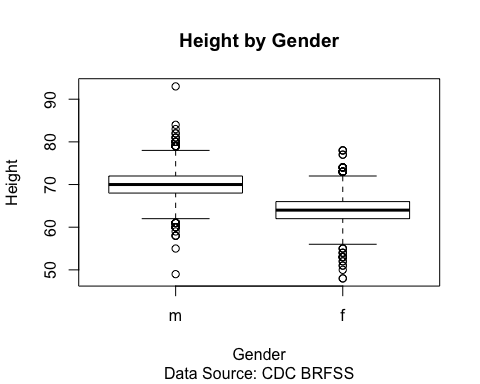 Height by Gender
Height
90
80
70
60
50
m f
Gender
Data Source: CDC BRFSS